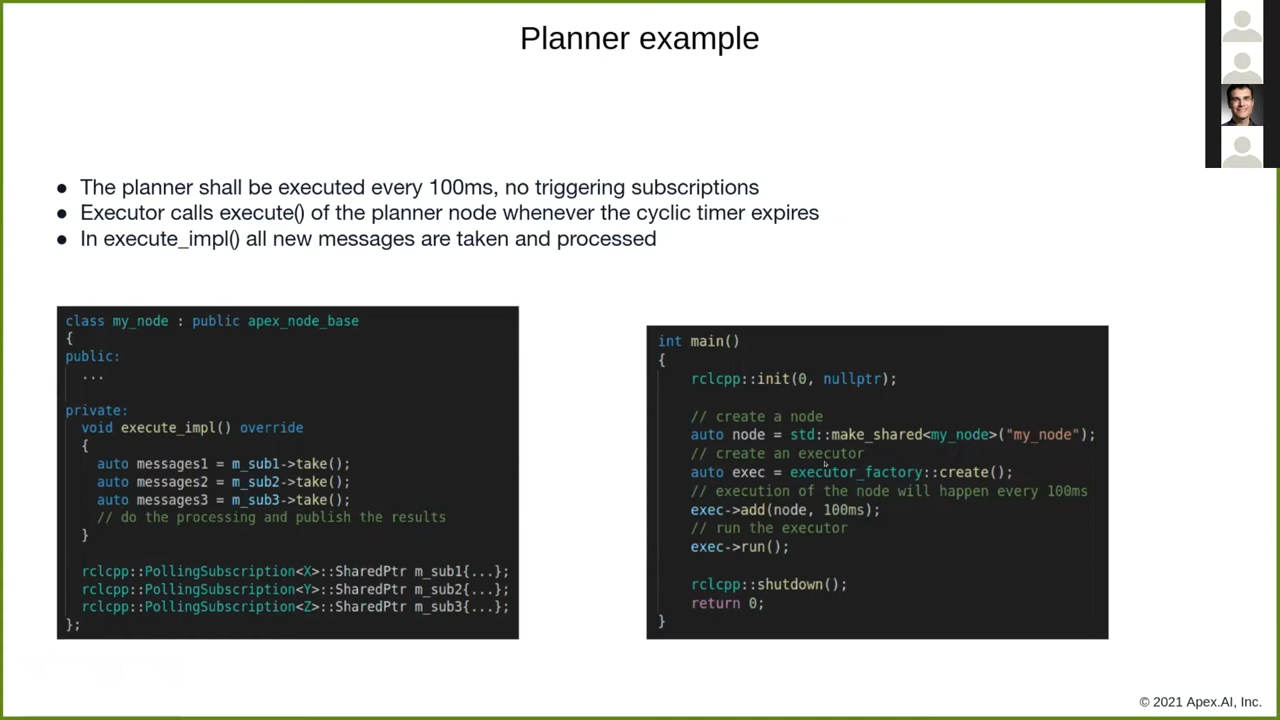 Planner example
● The planner shall be executed every 100ms, no triggering subscriptions
● Executor calls execute() of the planner node whenever the cyclic timer expires
● In execute_impl() all new messages are taken and processed
class my_node : public apex_node_base
{
public:
...
private:
void execute_impl() override
{
auto messages1 = m_sub1->take();
auto messages2 = m_sub2->take();
auto messages3 = m_sub3->take();
// do the processing and publish the results
}
rclcpp::PollingSubscription<X>::SharedPtr m_sub1{...};
rclcpp::PollingSubscription<Y>::SharedPtr m_sub2{...};
rclcpp::PollingSubscription<Z>::SharedPtr m_sub3{...};
};
int main()
{
rclcpp::init(0, nullptr);
// create a node
auto node = std::make_shared<my_node>("my_node");
// create an executor
auto exec = executor_factory::create();
// execution of the node will happen every 100ms
exec->add(node, 100ms);
// run the executor
exec->run();
rclcpp::shutdown();
return 0;
}
© 2021 Apex.AI, Inc.